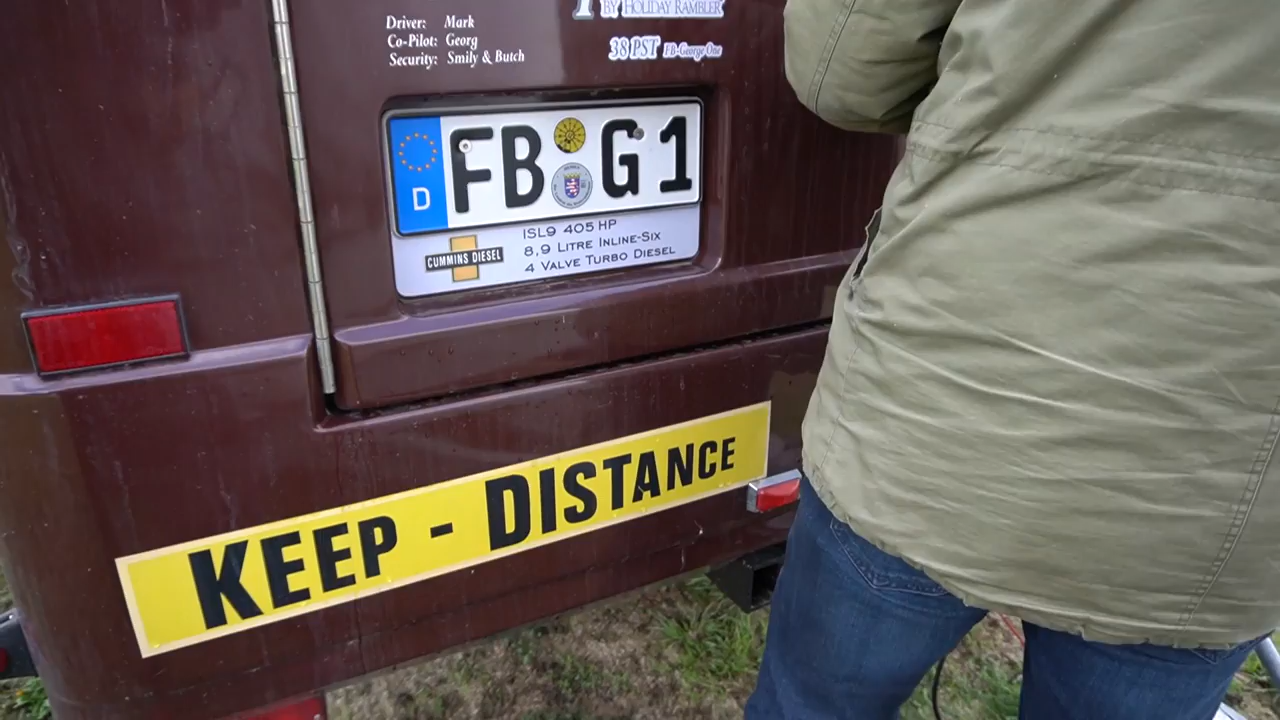 BY HOLIDAY RAMBLER
Driver: Mark
Co-Pilot: Georg
Security: Smily & Butch
38 PST FB-George One
D FB G 1
CUMMINS DIESEL
ISL9 405 HP
8,9 LITRE INLINE-SIX
4 VALVE TURBO DIESEL
KEEP - DISTANCE